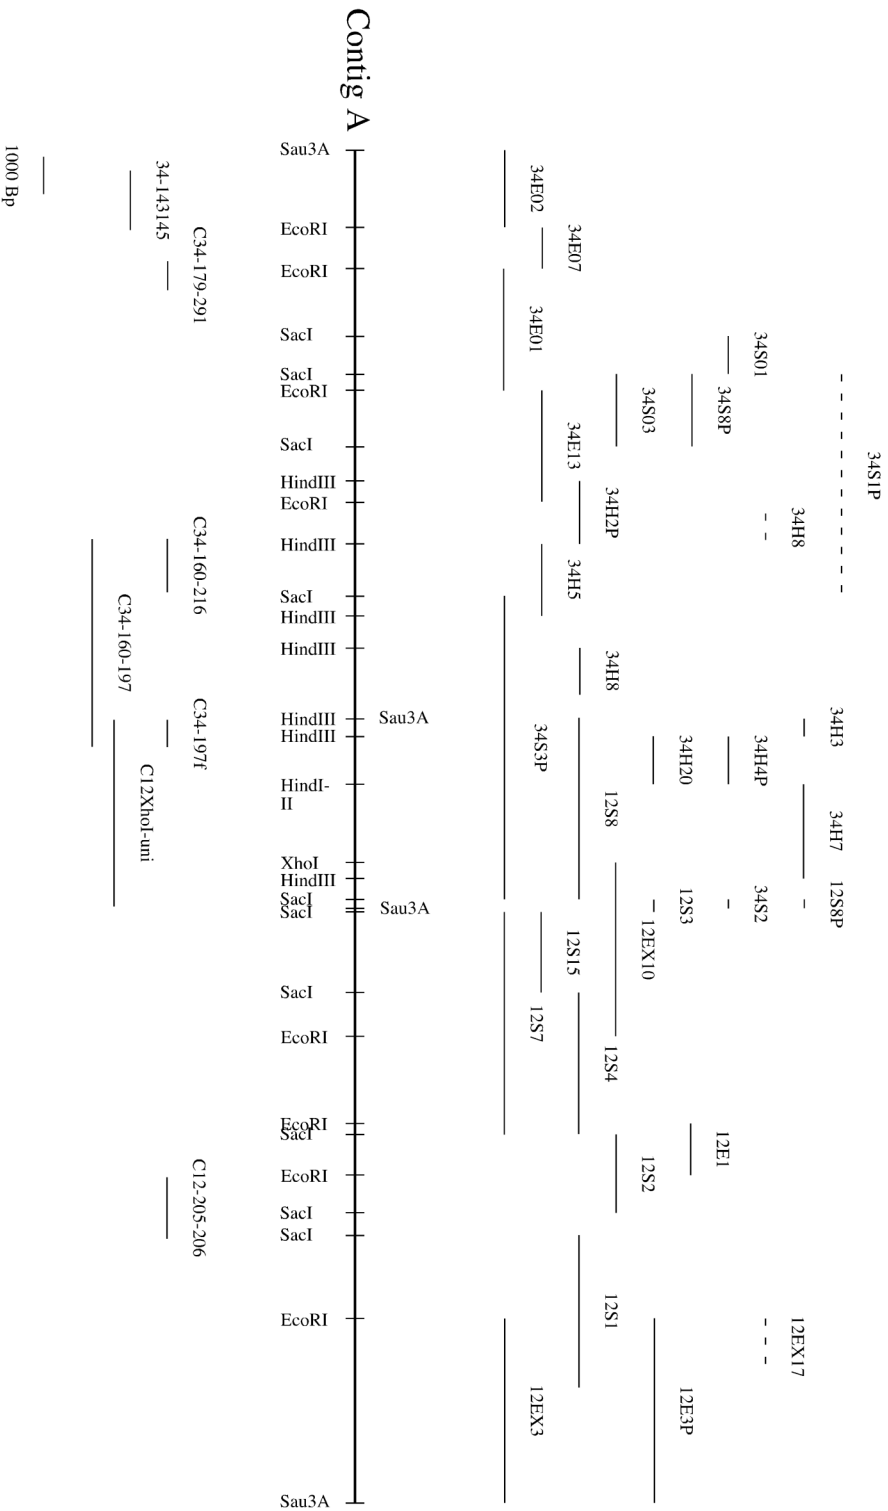 Contig A
Sau3A
EcoRI
EcoRI
SacI
SacI
EcoRI
SacI
HindIII
EcoRI
HindIII
SacI
HindIII
HindIII
HindIII
Sau3A
HindIII
HindI-
II
XhoI
HindIII
SacI
Sau3A
SacI
SacI
EcoRI
EcoRI
SacI
EcoRI
SacI
SacI
EcoRI
Sau3A
34E02
34E07
34E01
34S01
34S03
34S8P
34S1P
34E13
34H2P
34H8
34H5
34H8
34S3P
34H3
34H20
34H4P
12S8
34H7
12S3
34S2
12S8P
12EX10
12S15
12S7
12S4
12E1
12S2
12S1
12EX17
12EX3
12E3P
1000 Bp
34-143145
C34-179-291
C34-160-216
C34-160-197
C34-197f
C12XhoI-uni
C12-205-206